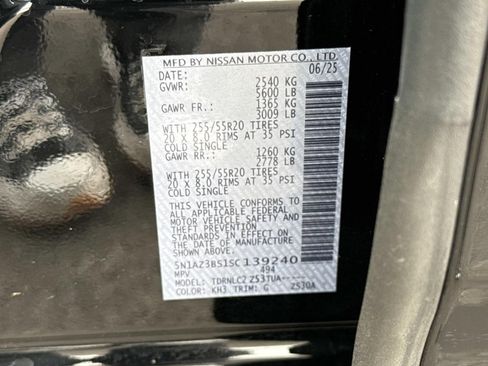 MFD BY NISSAN MOTOR CO., LTD.
DATE: 06/25
GVWR: 2540 KG
5600 LB
GAWR FR.: 1365 KG
3009 LB
WITH 255/55R20 TIRES
20 X 8.0 RIMS AT 35 PSI
COLD SINGLE
GAWR RR.: 1260 KG
2778 LB
WITH 255/55R20 TIRES
20 X 8.0 RIMS AT 35 PSI
COLD SINGLE
THIS VEHICLE CONFORMS TO
ALL APPLICABLE FEDERAL
MOTOR VEHICLE SAFETY AND
THEFT PREVENTION
STANDARDS IN EFFECT ON THE
DATE OF MANUFACTURE SHOWN
ABOVE.
5N1AZ3BS1SC139240
MPV 494
MODEL: TDRNLC2 Z53TUA-----
COLOR: KH3 TRIM: G Z530A